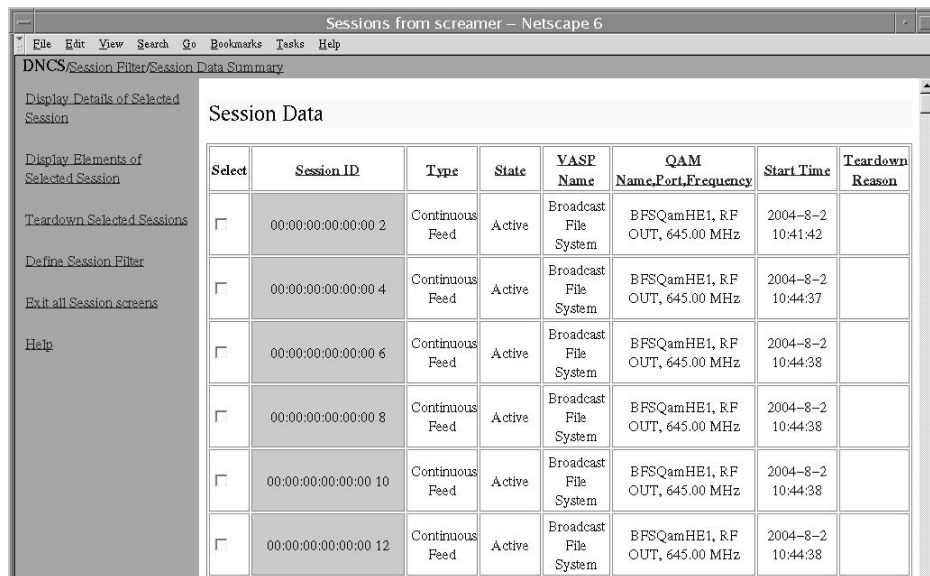 Sessions from screamer – Netscape 6
File Edit View Search Go Bookmarks Tasks Help
DNCS/Session Filter/Session Data Summary
Display Details of Selected
Session
Display Elements of
Selected Session
Teardown Selected Sessions
Define Session Filter
Exit all Session screens
Help
Session Data
Select Session ID Type State VASP Name QAM Name,Port,Frequency Start Time Teardown Reason
00:00:00:00:00:00 2 Continuous Feed Active Broadcast File System BFSQamHE1, RF OUT, 645.00 MHz 2004-8-2 10:41:42
00:00:00:00:00:00 4 Continuous Feed Active Broadcast File System BFSQamHE1, RF OUT, 645.00 MHz 2004-8-2 10:44:37
00:00:00:00:00:00 6 Continuous Feed Active Broadcast File System BFSQamHE1, RF OUT, 645.00 MHz 2004-8-2 10:44:38
00:00:00:00:00:00 8 Continuous Feed Active Broadcast File System BFSQamHE1, RF OUT, 645.00 MHz 2004-8-2 10:44:38
00:00:00:00:00:00 10 Continuous Feed Active Broadcast File System BFSQamHE1, RF OUT, 645.00 MHz 2004-8-2 10:44:38
00:00:00:00:00:00 12 Continuous Feed Active Broadcast File System BFSQamHE1, RF OUT, 645.00 MHz 2004-8-2 10:44:38